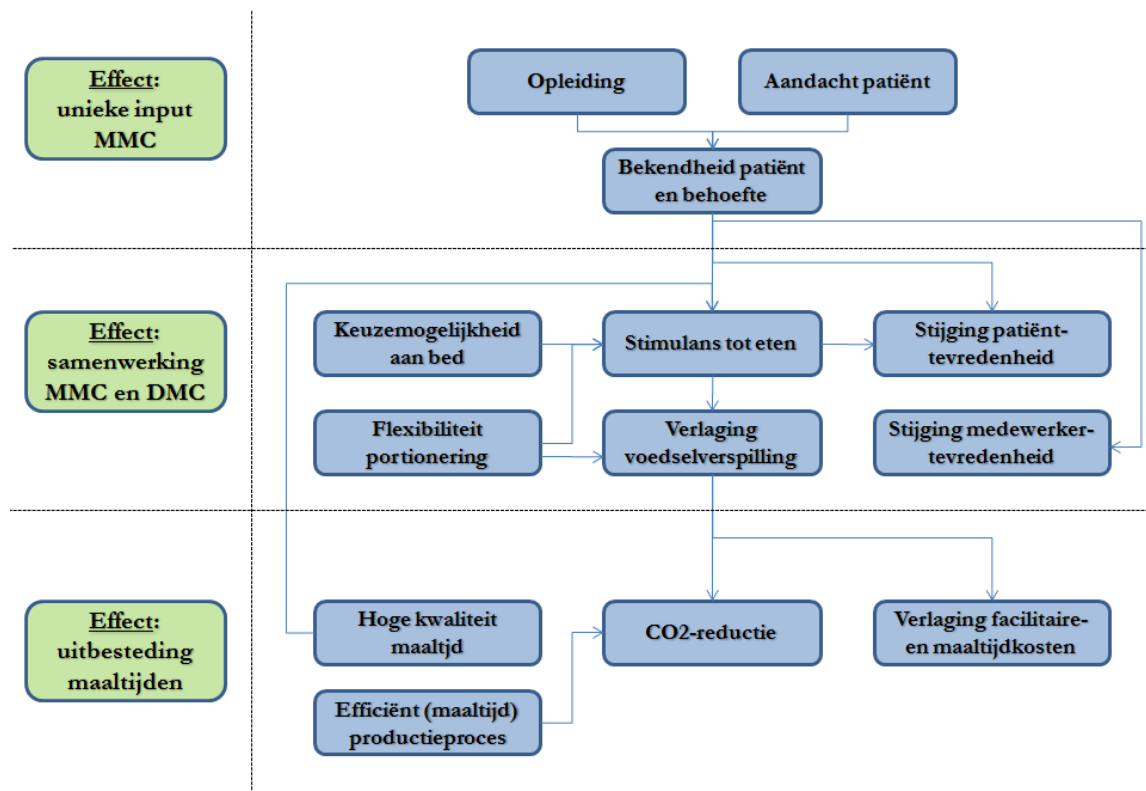 Effect:
unieke input
MMC
Opleiding
Aandacht patiënt
Bekendheid patiënt
en behoefte
Effect:
samenwerking
MMC en DMC
Keuzemogelijkheid
aan bed
Stimulans tot eten
Stijging patiënt-
tevredenheid
Flexibiliteit
portionering
Verlaging
voedselverspilling
Stijging medewerker-
tevredenheid
Effect:
uitbesteding
maaltijden
Hoge kwaliteit
maaltjd
CO2-reductie
Verlaging facilitaire-
en maaltijdkosten
Efficiënt (maaltijd)
productieproces